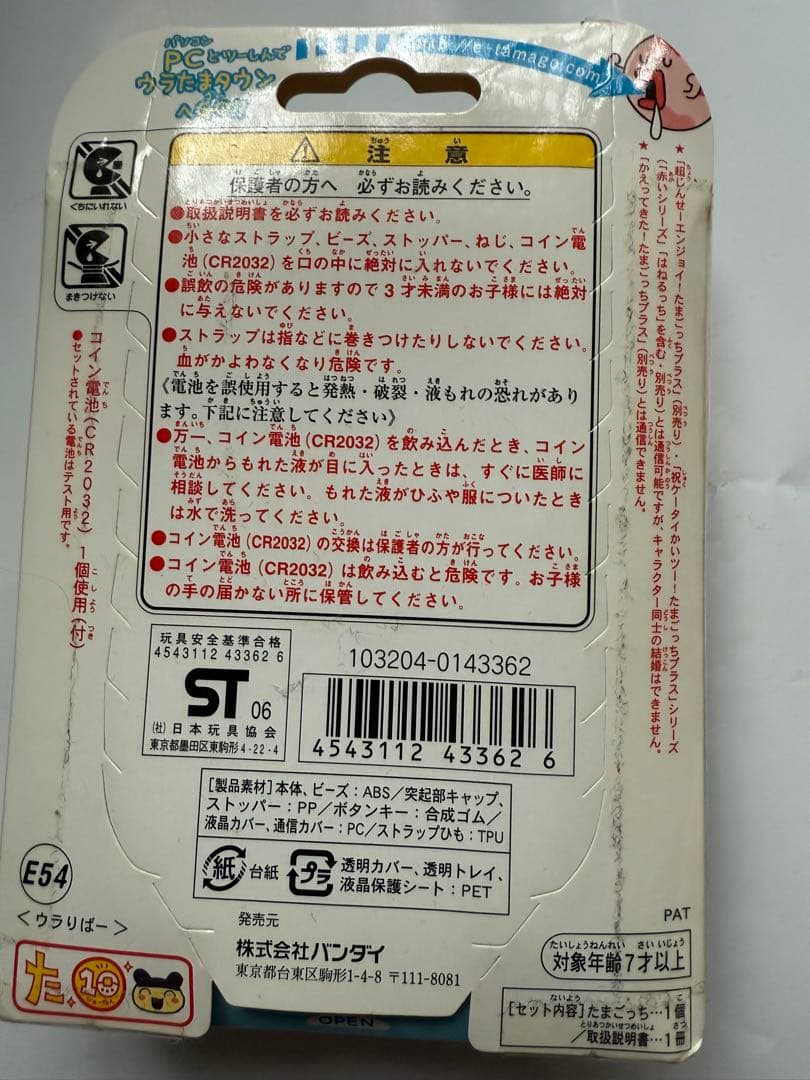 パソコン
PCとツーしんで
ウラたまタウン
e-tamago.com
くちにいれない
まきつけない
⚠注意
保護者の方へ 必ずお読みください。
●取扱説明書を必ずお読みください。
●小さなストラップ、ビーズ、ストッパー、ねじ、コイン電
池(CR2032)を口の中に絶対に入れないでください。
●誤飲の危険がありますので3才未満のお子様には絶対
に与えないでください。
●ストラップは指などに巻きつけたりしないでください。
血がかよわなくなり危険です。
《電池を誤使用すると発熱・破裂・液もれの恐れがあり
ます。下記に注意してください》
●万一、コイン電池(CR2032)を飲み込んだとき、コイン
電池からもれた液が目に入ったときは、すぐに医師に
相談してください。もれた液がひふや服についたとき
は水で洗ってください。
●コイン電池(CR2032)の交換は保護者の方が行ってください。
●コイン電池(CR2032)は飲み込むと危険です。お子様
の手の届かない所に保管してください。
★「超じんせーエンジョイ!たまごっちプラス」(別売り)・「祝ケータイかいツー!たまごっちプラス」シリーズ
(「赤いシリーズ」「はねるっち」を含む・別売り)とは通信可能ですが、キャラクター同士の結婚はできません。
★「かえってきた!たまごっちプラス」(別売り)とは通信できません。
コイン電池(CR2032)1個使用(付)
●セットされている電池はテスト用です。
玩具安全基準合格
4543112 43362 6
ST 06
(社)日本玩具協会
東京都墨田区東駒形4-22-4
103204-0143362
4543112 43362 6
[製品素材]本体、ビーズ:ABS/突起部キャップ、
ストッパー:PP/ボタンキー:合成ゴム/
液晶カバー、通信カバー:PC/ストラップひも:TPU
紙 台紙
プラ 透明カバー、透明トレイ、
液晶保護シート:PET
E54
<ウラりばー>
た.10
じゅーねん
発売元
株式会社バンダイ
東京都台東区駒形1-4-8 〒111-8081
PAT
たいしょうねんれい さい いじょう
対象年齢7才以上
[セット内容]たまごっち…1個
/取扱説明書…1冊
OPEN